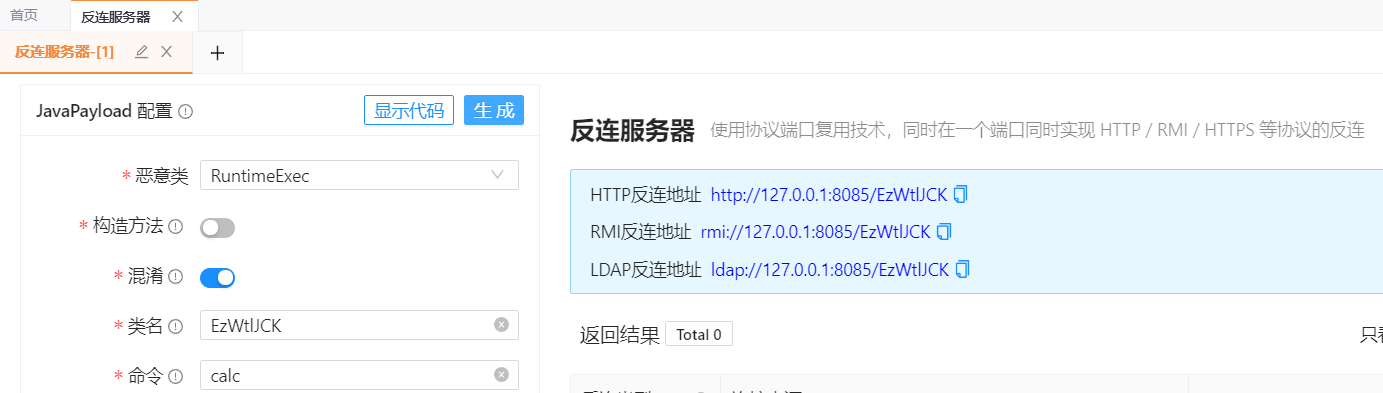 首页
反连服务器
反连服务器-[1]
JavaPayload 配置
显示代码
生 成
* 恶意类
RuntimeExec
* 构造方法
* 混淆
* 类名
EzWtlJCK
* 命令
calc
反连服务器 使用协议端口复用技术，同时在一个端口同时实现 HTTP / RMI / HTTPS 等协议的反连
HTTP反连地址 http://127.0.0.1:8085/EzWtlJCK
RMI反连地址 rmi://127.0.0.1:8085/EzWtlJCK
LDAP反连地址 ldap://127.0.0.1:8085/EzWtlJCK
返回结果 Total 0
只